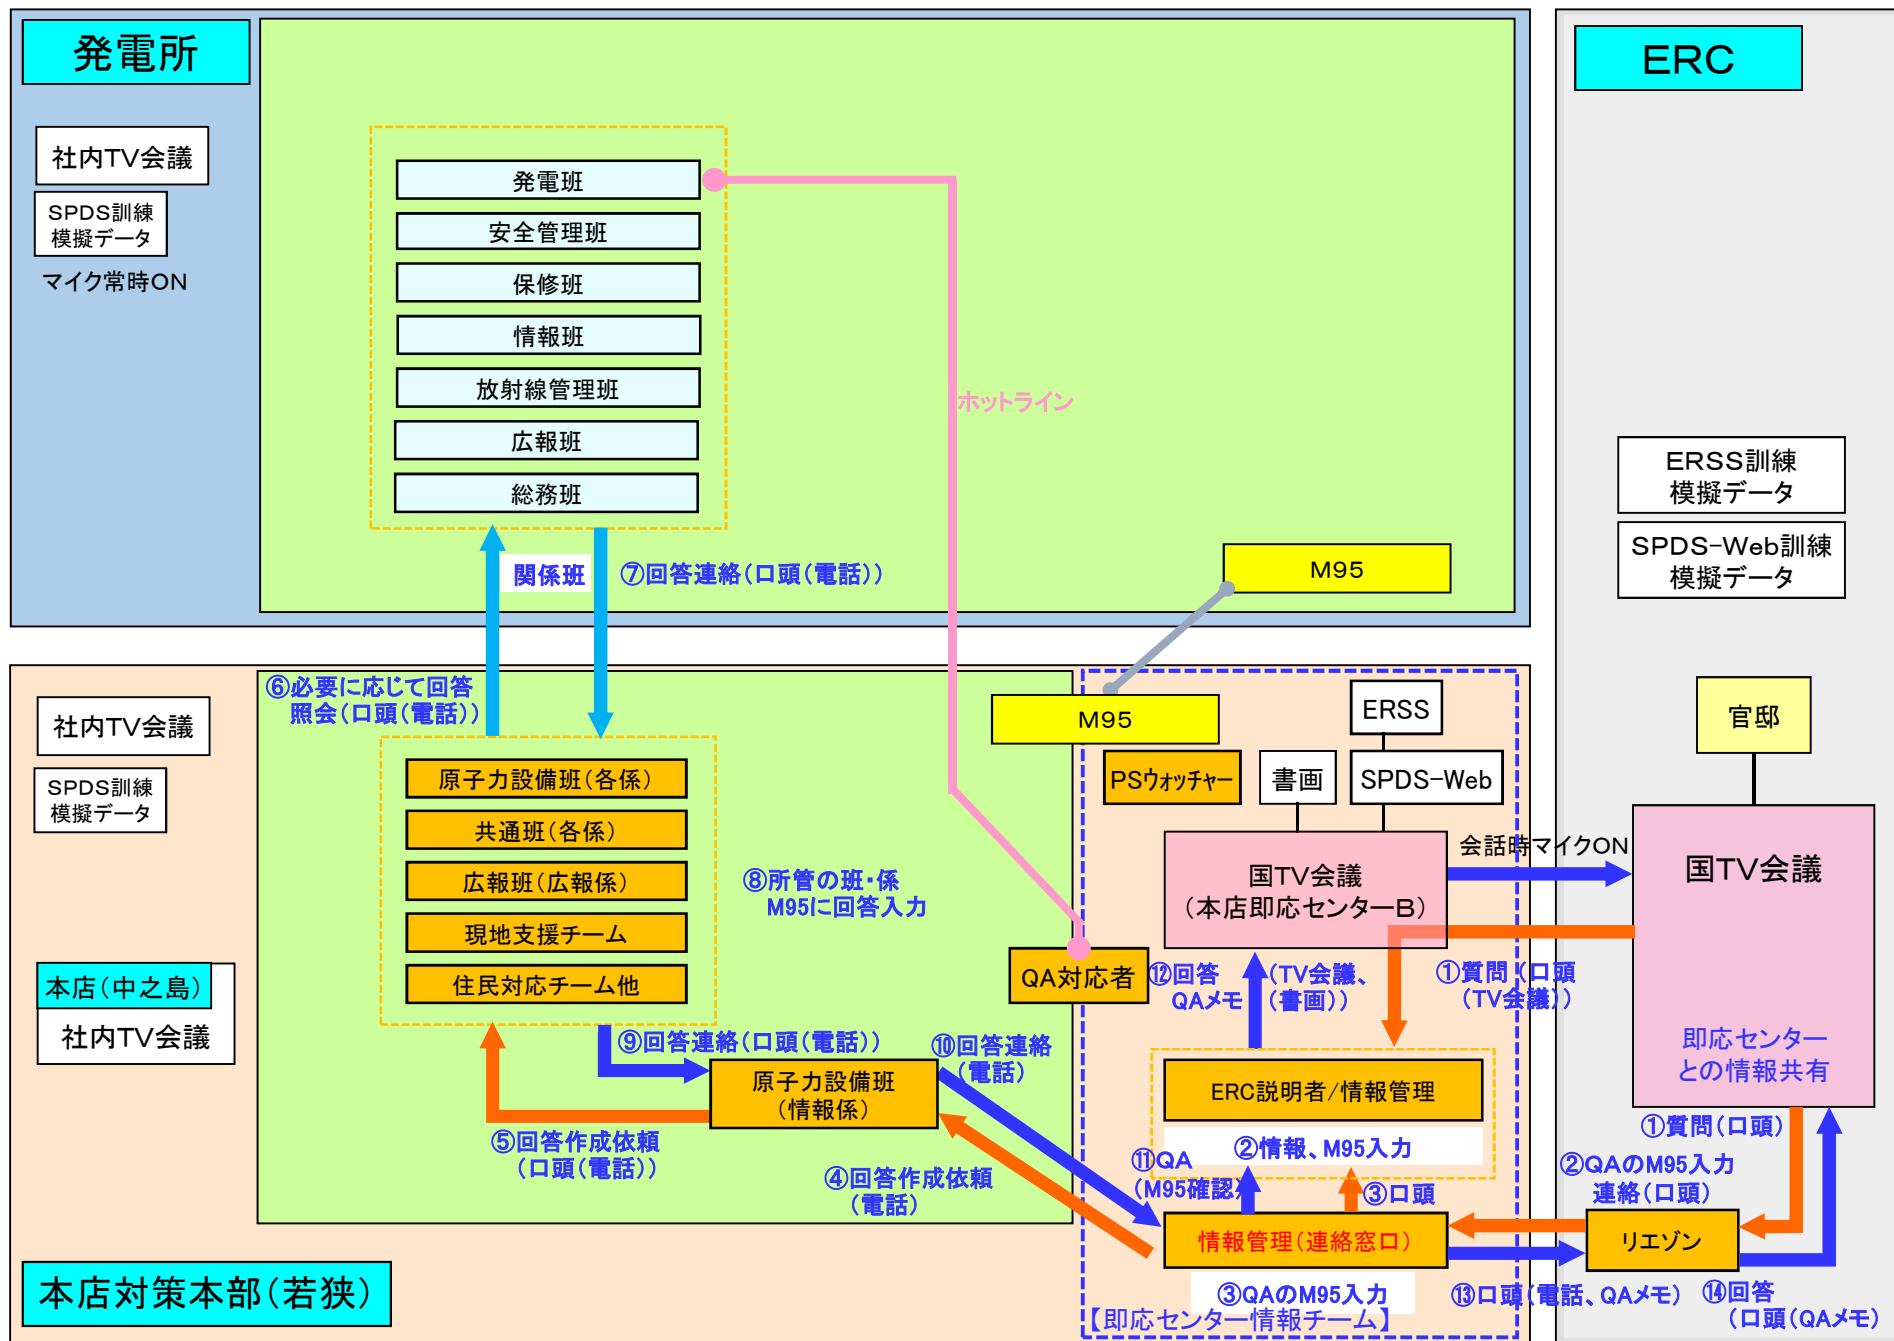 発電所
社内TV会議
SPDS訓練
模擬データ
マイク常時ON
発電班
安全管理班
保修班
情報班
放射線管理班
広報班
総務班
ホットライン
関係班
⑦回答連絡(口頭(電話))
M95
ERC
ERSS訓練
模擬データ
SPDS-Web訓練
模擬データ
官邸
国TV会議
即応センター
との情報共有
①質問(口頭)
②QAのM95入力
連絡(口頭)
リエゾン
⑭回答
(口頭(QAメモ)
社内TV会議
SPDS訓練
模擬データ
本店(中之島)
社内TV会議
本店対策本部(若狭)
⑥必要に応じて回答
照会(口頭(電話))
原子力設備班(各係)
共通班(各係)
広報班(広報係)
現地支援チーム
住民対応チーム他
⑧所管の班・係
M95に回答入力
⑨回答連絡(口頭(電話))
原子力設備班
(情報係)
⑩回答連絡
(電話)
⑤回答作成依頼
(口頭(電話))
④回答作成依頼
(電話)
M95
PSウォッチャー
書画
ERSS
SPDS-Web
国TV会議
(本店即応センターB)
会話時マイクON
QA対応者
⑫回答
QAメモ
(TV会議、
(書画))
①質問(口頭
(TV会議))
ERC説明者/情報管理
②情報、M95入力
⑪QA
(M95確認)
③口頭
情報管理(連絡窓口)
③QAのM95入力
⑬口頭(電話、QAメモ)
【即応センター情報チーム】